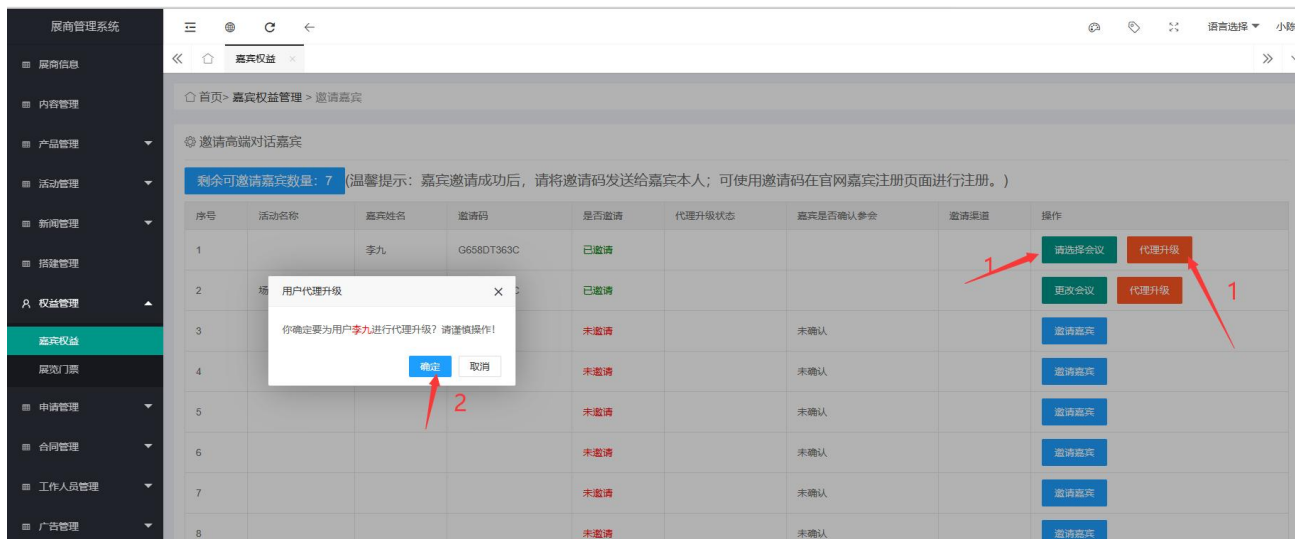 展商管理系统
语言选择
展商信息
嘉宾权益
内容管理
首页> 嘉宾权益管理 > 邀请嘉宾
产品管理
邀请高端对话嘉宾
活动管理
剩余可邀请嘉宾数量：7 (温馨提示：嘉宾邀请成功后，请将邀请码发送给嘉宾本人；可使用邀请码在官网嘉宾注册页面进行注册。)
新闻管理
序号 活动名称 嘉宾姓名 邀请码 是否邀请 代理升级状态 嘉宾是否确认参会 邀请渠道 操作
搭建管理
1 李九 G658DT363C 已邀请 请选择会议 代理升级
1
1
权益管理
2 已邀请 更改会议 代理升级
用户代理升级
你确定要为用户李九进行代理升级？请谨慎操作！
确定 取消
2
嘉宾权益
3 未邀请 未确认 邀请嘉宾
展览门票
4 未邀请 未确认 邀请嘉宾
申请管理
5 未邀请 未确认 邀请嘉宾
合同管理
6 未邀请 未确认 邀请嘉宾
工作人员管理
7 未邀请 未确认 邀请嘉宾
广告管理
8 未邀请 未确认 邀请嘉宾